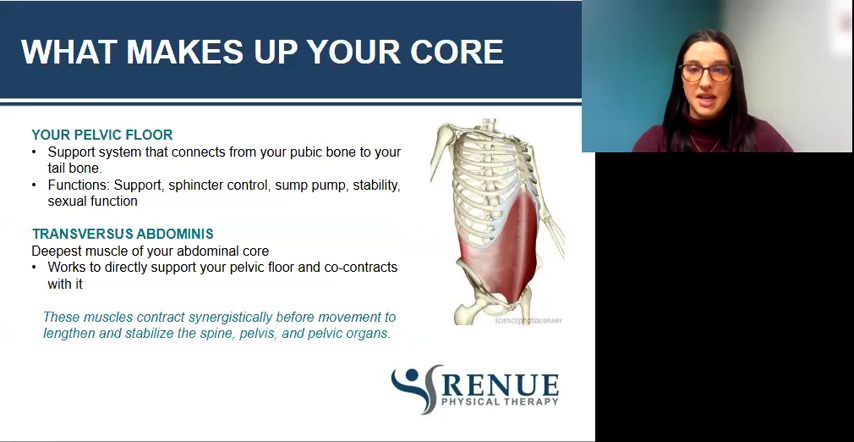 WHAT MAKES UP YOUR CORE
YOUR PELVIC FLOOR
• Support system that connects from your pubic bone to your
tail bone.
• Functions: Support, sphincter control, sump pump, stability,
sexual function
TRANSVERSUS ABDOMINIS
Deepest muscle of your abdominal core
• Works to directly support your pelvic floor and co-contracts
with it
These muscles contract synergistically before movement to
lengthen and stabilize the spine, pelvis, and pelvic organs.
SCIENCEphotoLIBRARY
RENUE
PHYSICAL THERAPY